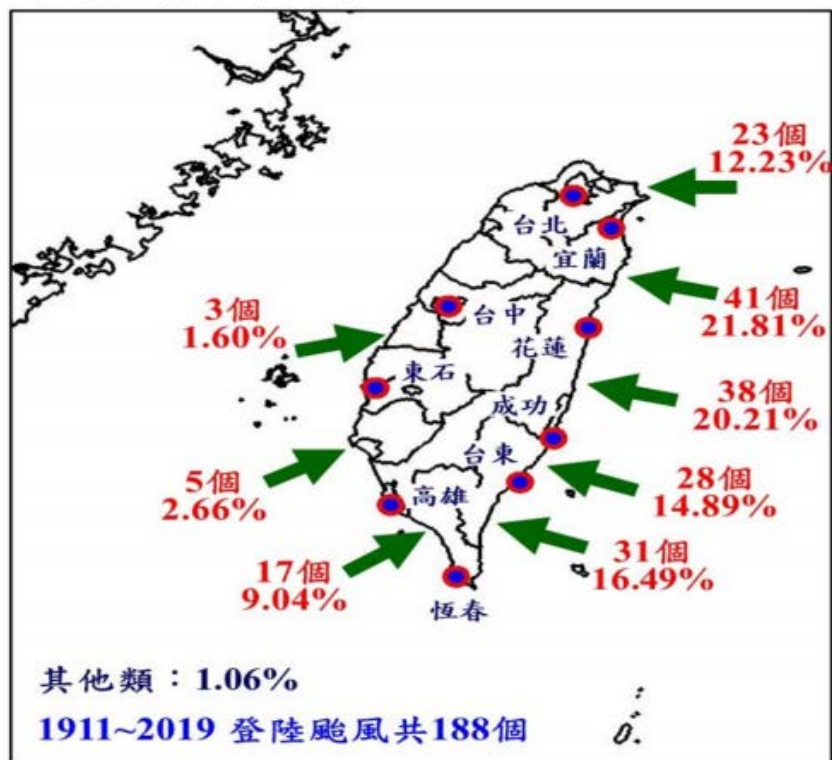 23個
12.23%
台北
宜蘭
41個
21.81%
3個
1.60%
台中
花蓮
東石
38個
20.21%
成功
台東
5個
2.66%
高雄
28個
14.89%
17個
9.04%
31個
16.49%
恆春
其他類：1.06%
1911~2019 登陸颱風共188個